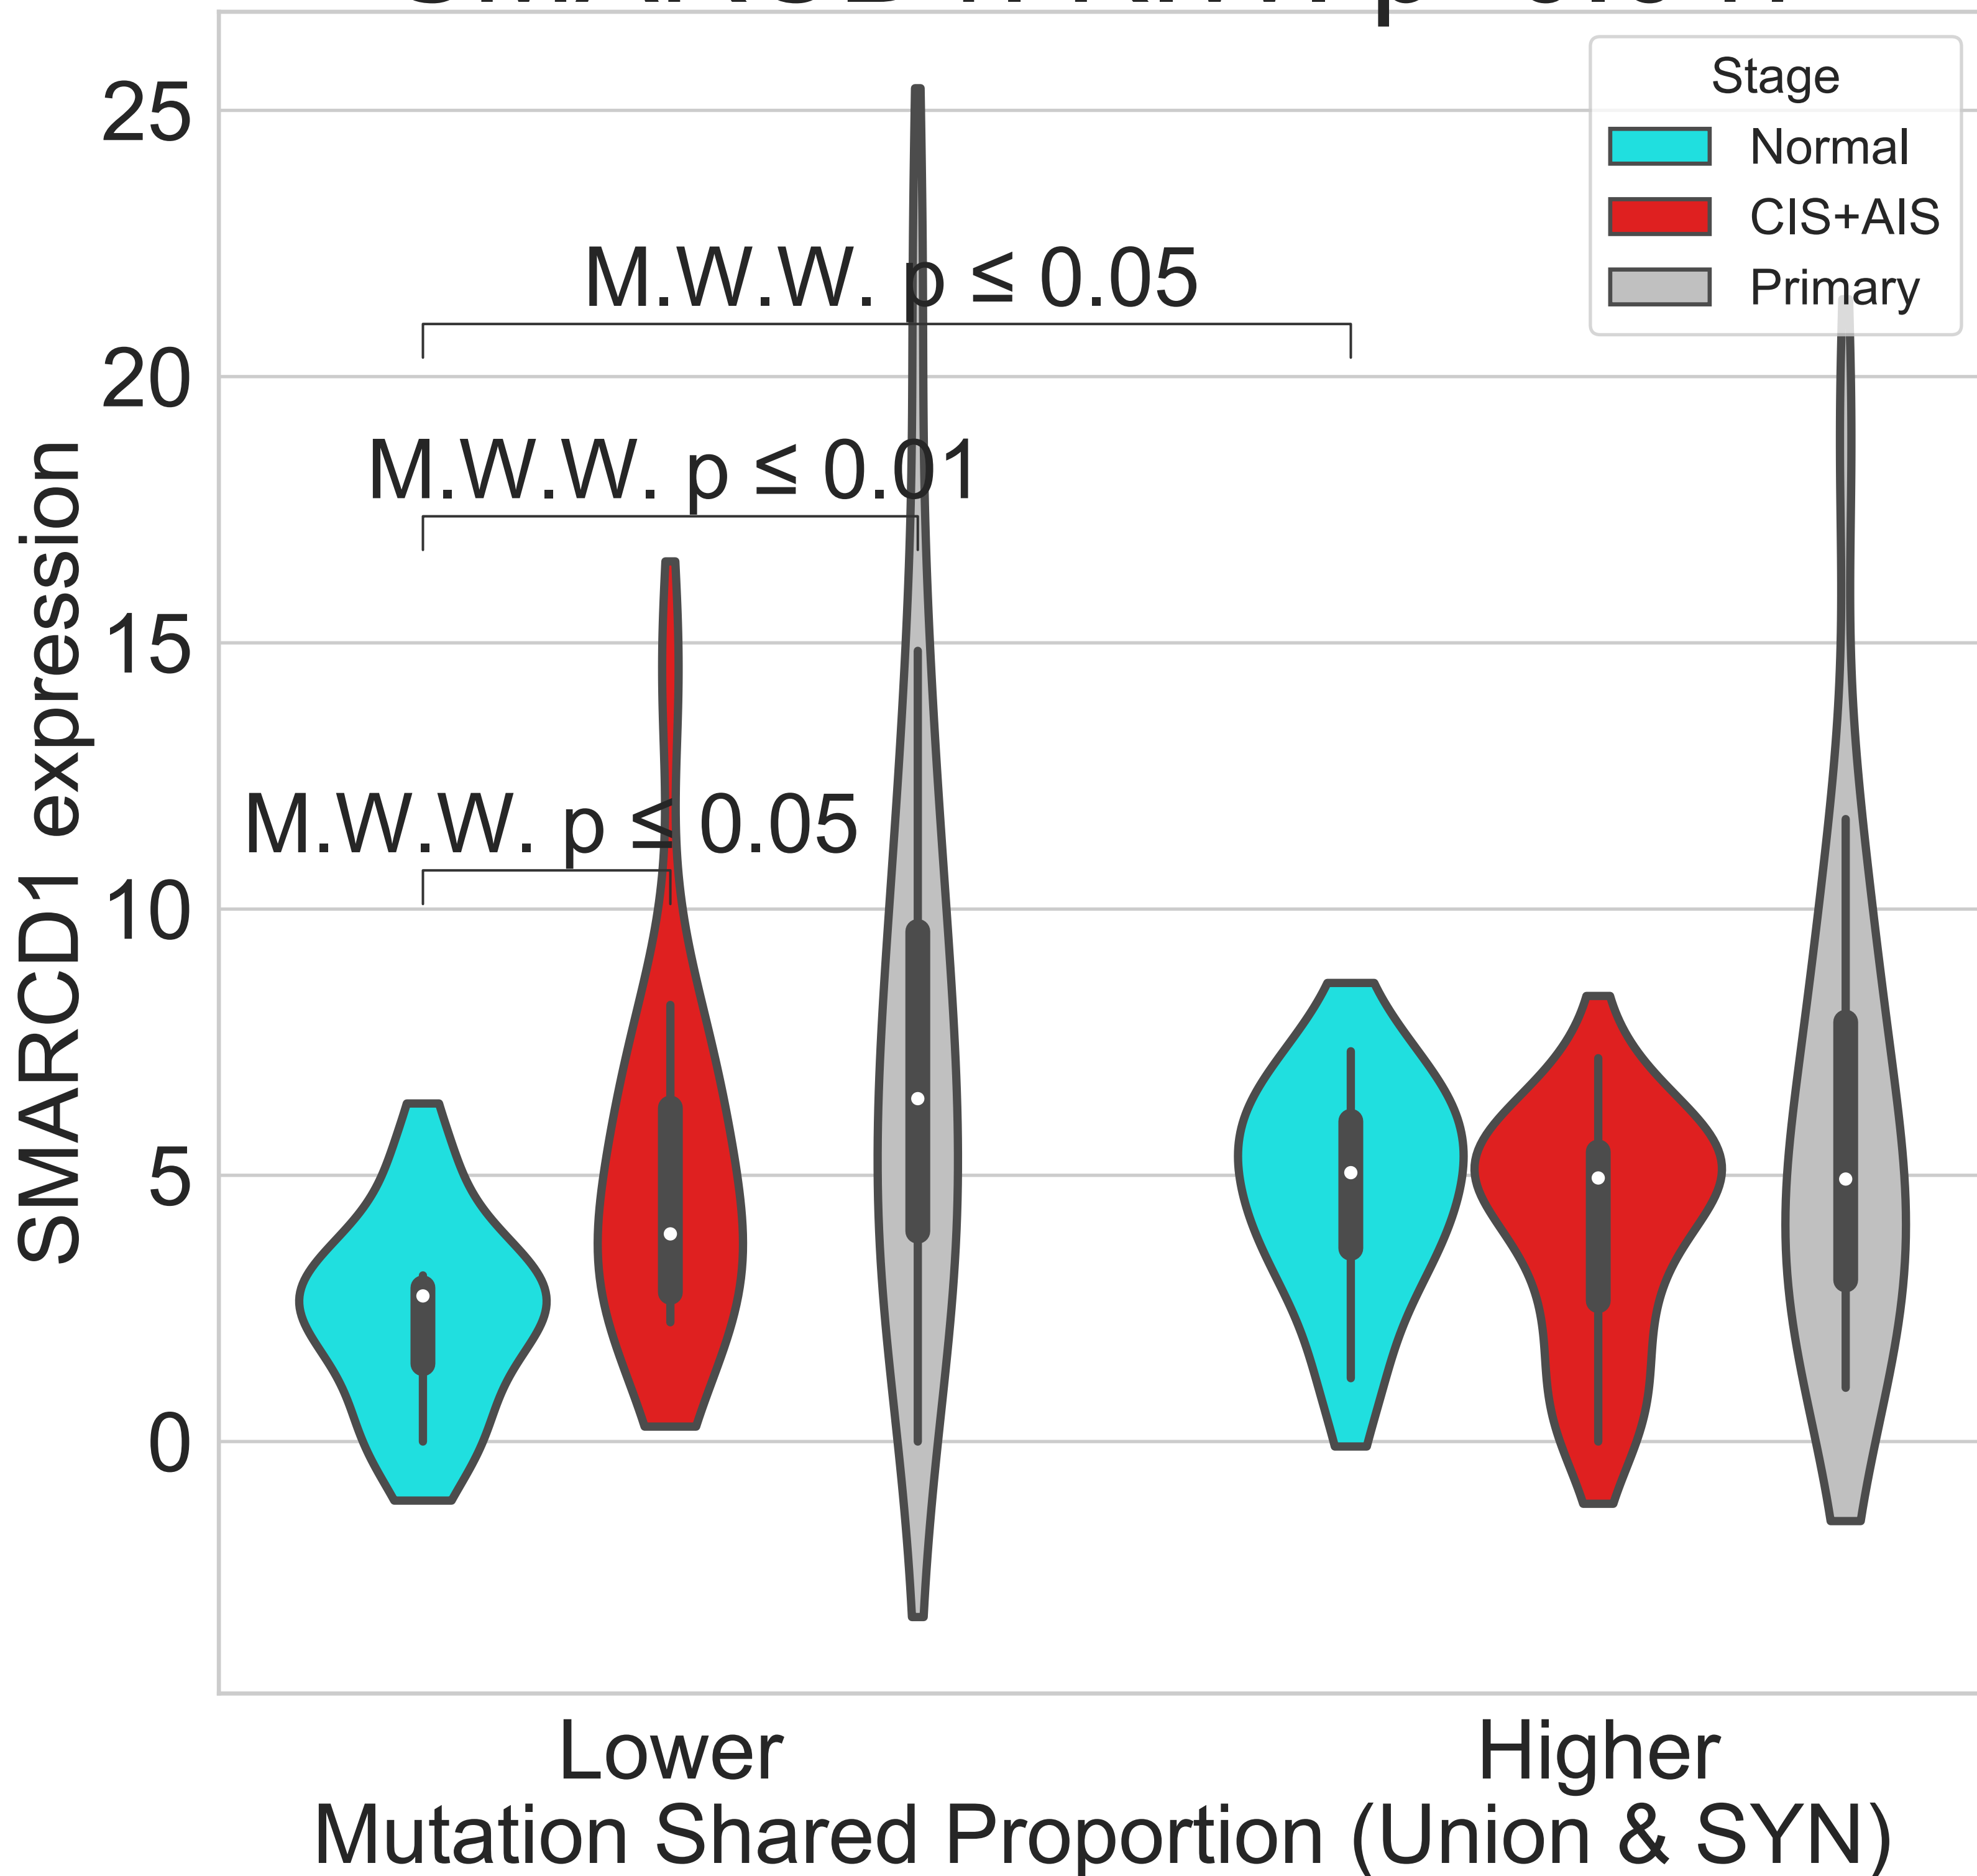 Stage
Normal
CIS+AIS
Primary
M.W.W. p ≤ 0.05
M.W.W. p ≤ 0.01
M.W.W. p ≤ 0.05
25
20
15
10
5
0
SMARCD1 expression
Lower
Higher
Mutation Shared Proportion (Union & SYN)